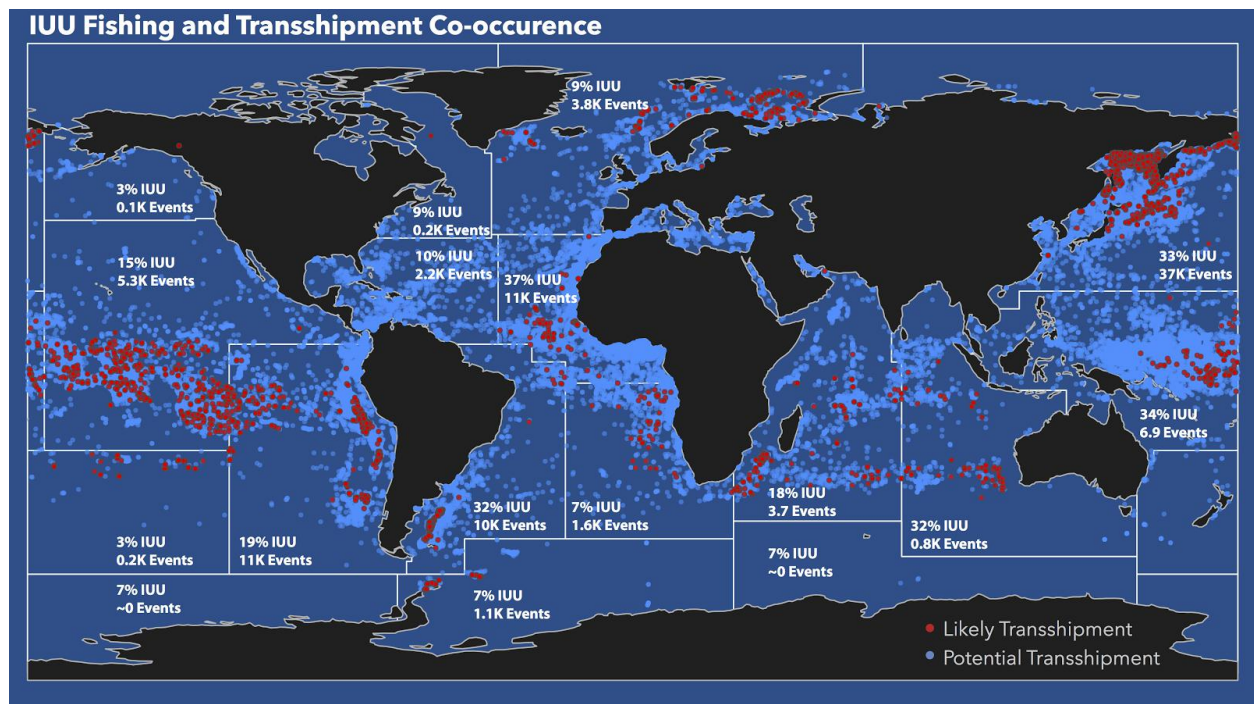 IUU Fishing and Transshipment Co-occurence
9% IUU
3.8K Events
3% IUU
0.1K Events
9% IUU
0.2K Events
10% IUU
2.2K Events
15% IUU
5.3K Events
37% IUU
11K Events
33% IUU
37K Events
34% IUU
6.9 Events
18% IUU
3.7 Events
32% IUU
10K Events
7% IUU
1.6K Events
32% IUU
0.8K Events
3% IUU
0.2K Events
19% IUU
11K Events
7% IUU
~0 Events
7% IUU
~0 Events
7% IUU
1.1K Events
Likely Transshipment
Potential Transshipment